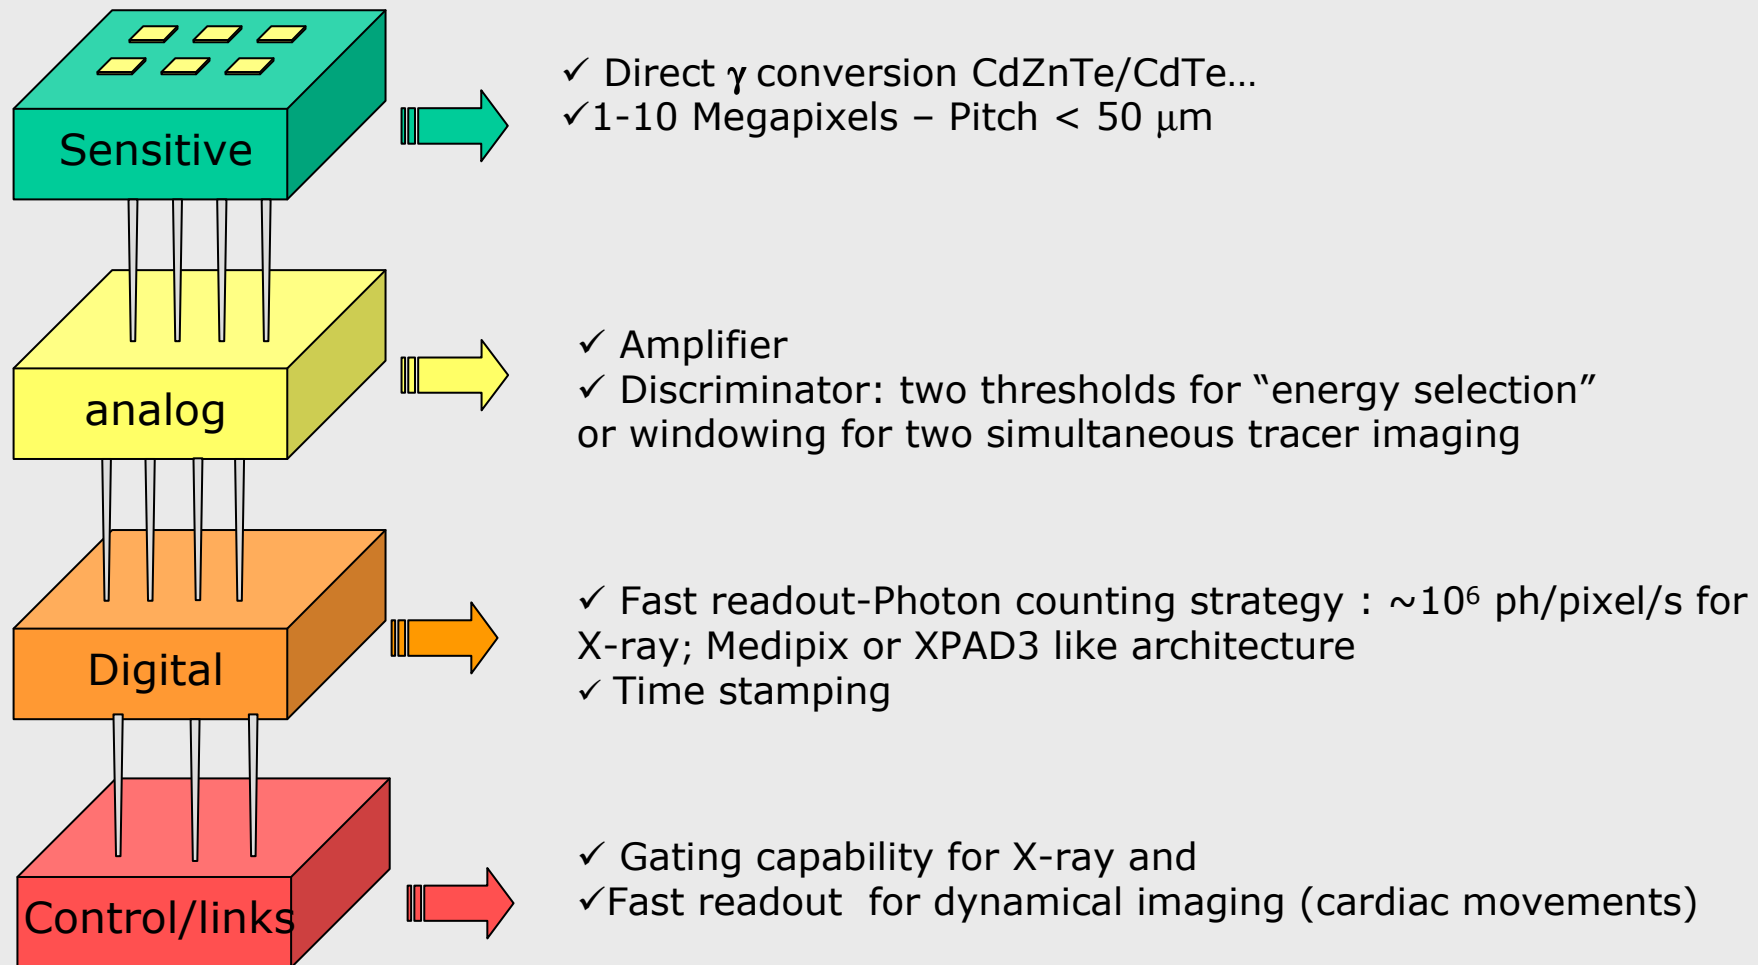 Sensitive
✓ Direct γ conversion CdZnTe/CdTe…
✓1-10 Megapixels – Pitch < 50 μm
analog
✓ Amplifier
✓ Discriminator: two thresholds for “energy selection”
or windowing for two simultaneous tracer imaging
Digital
✓ Fast readout-Photon counting strategy : ~10⁶ ph/pixel/s for
X-ray; Medipix or XPAD3 like architecture
✓ Time stamping
Control/links
✓ Gating capability for X-ray and
✓Fast readout for dynamical imaging (cardiac movements)